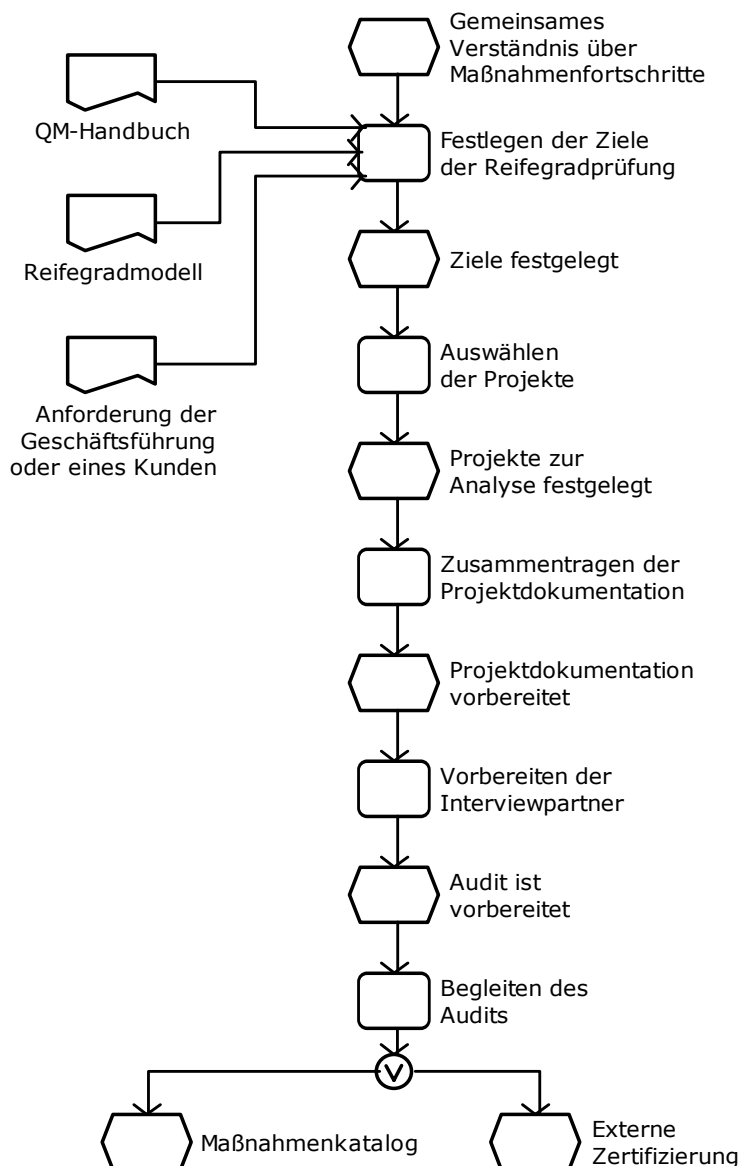 Gemeinsames
Verständnis über
Maßnahmenfortschritte
QM-Handbuch
Festlegen der Ziele
der Reifegradprüfung
Reifegradmodell
Ziele festgelegt
Anforderung der
Geschäftsführung
oder eines Kunden
Auswählen
der Projekte
Projekte zur
Analyse festgelegt
Zusammentragen der
Projektdokumentation
Projektdokumentation
vorbereitet
Vorbereiten der
Interviewpartner
Audit ist
vorbereitet
Begleiten des
Audits
V
Maßnahmenkatalog
Externe
Zertifizierung